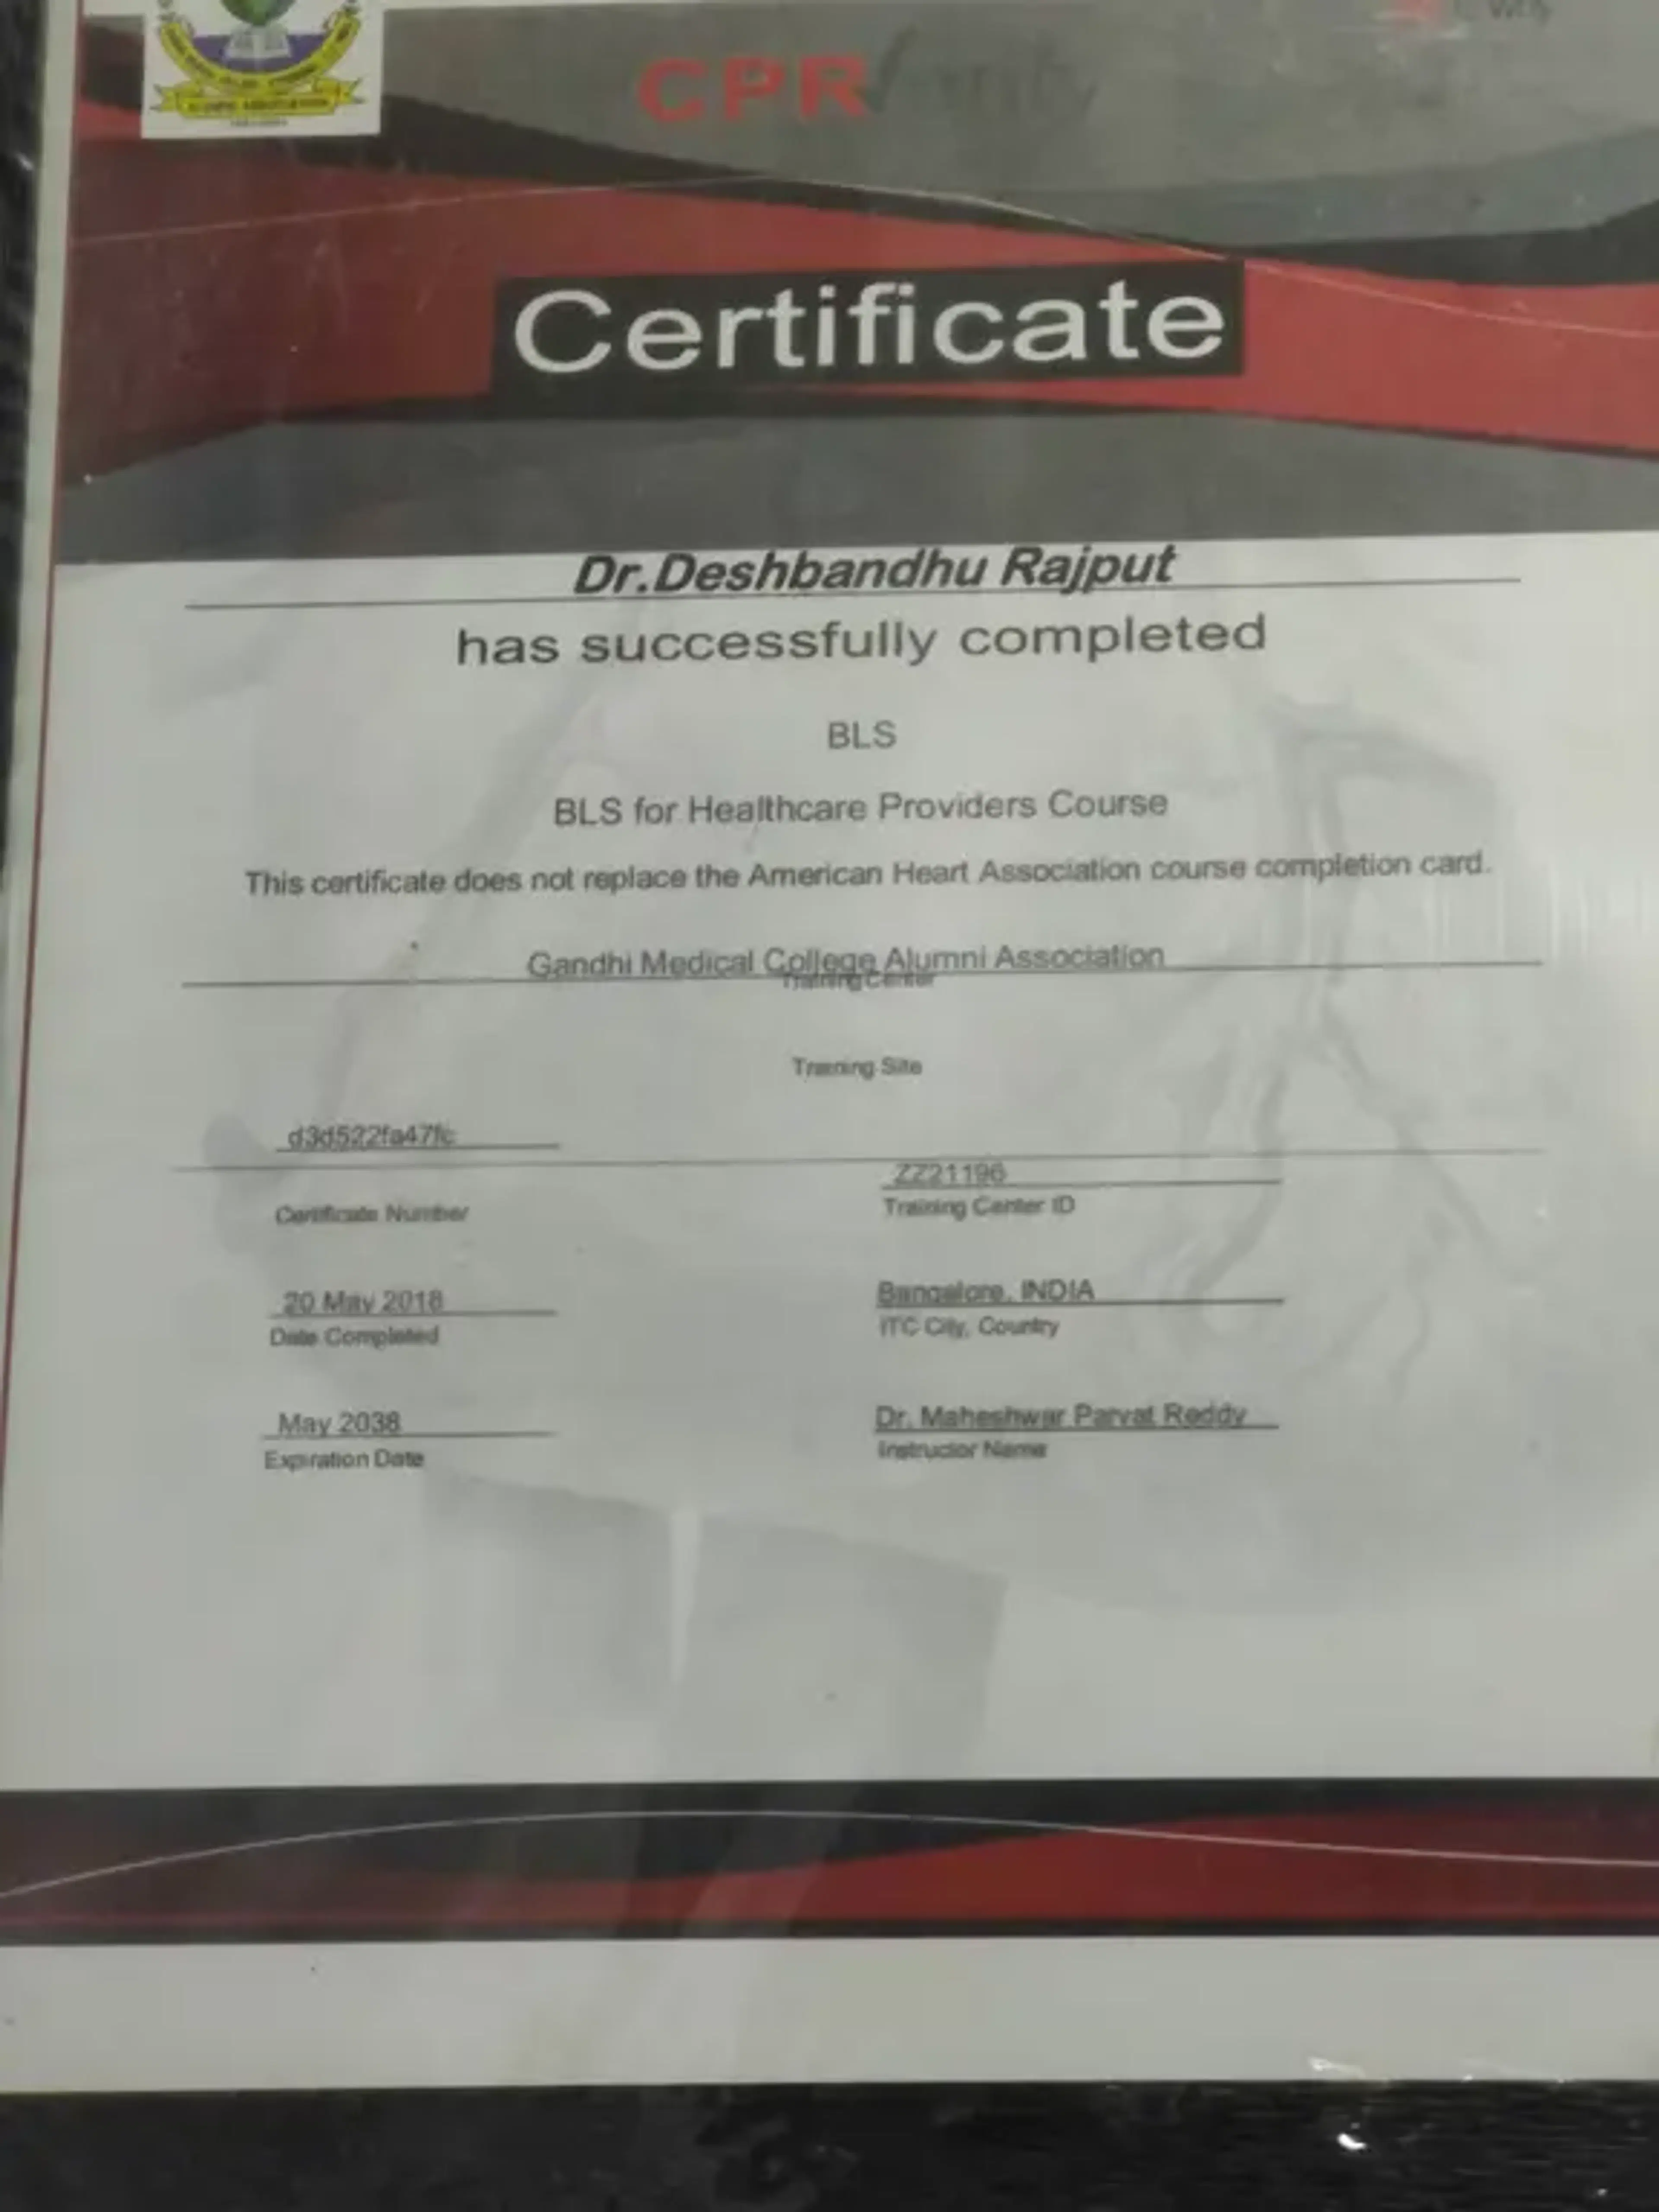 CPR
Certificate
Dr.Deshbandhu Rajput
has successfully completed
BLS
BLS for Healthcare Providers Course
This certificate does not replace the American Heart Association course completion card.
Gandhi Medical College Alumni Association
Training Center
Training Site
d3d522fa47fc
ZZ21196
Certificate Number
Training Center ID
20 May 2018
Bangalore, INDIA
Date Completed
ITC City, Country
May 2038
Dr. Maheshwar Parvat Reddy
Expiration Date
Instructor Name